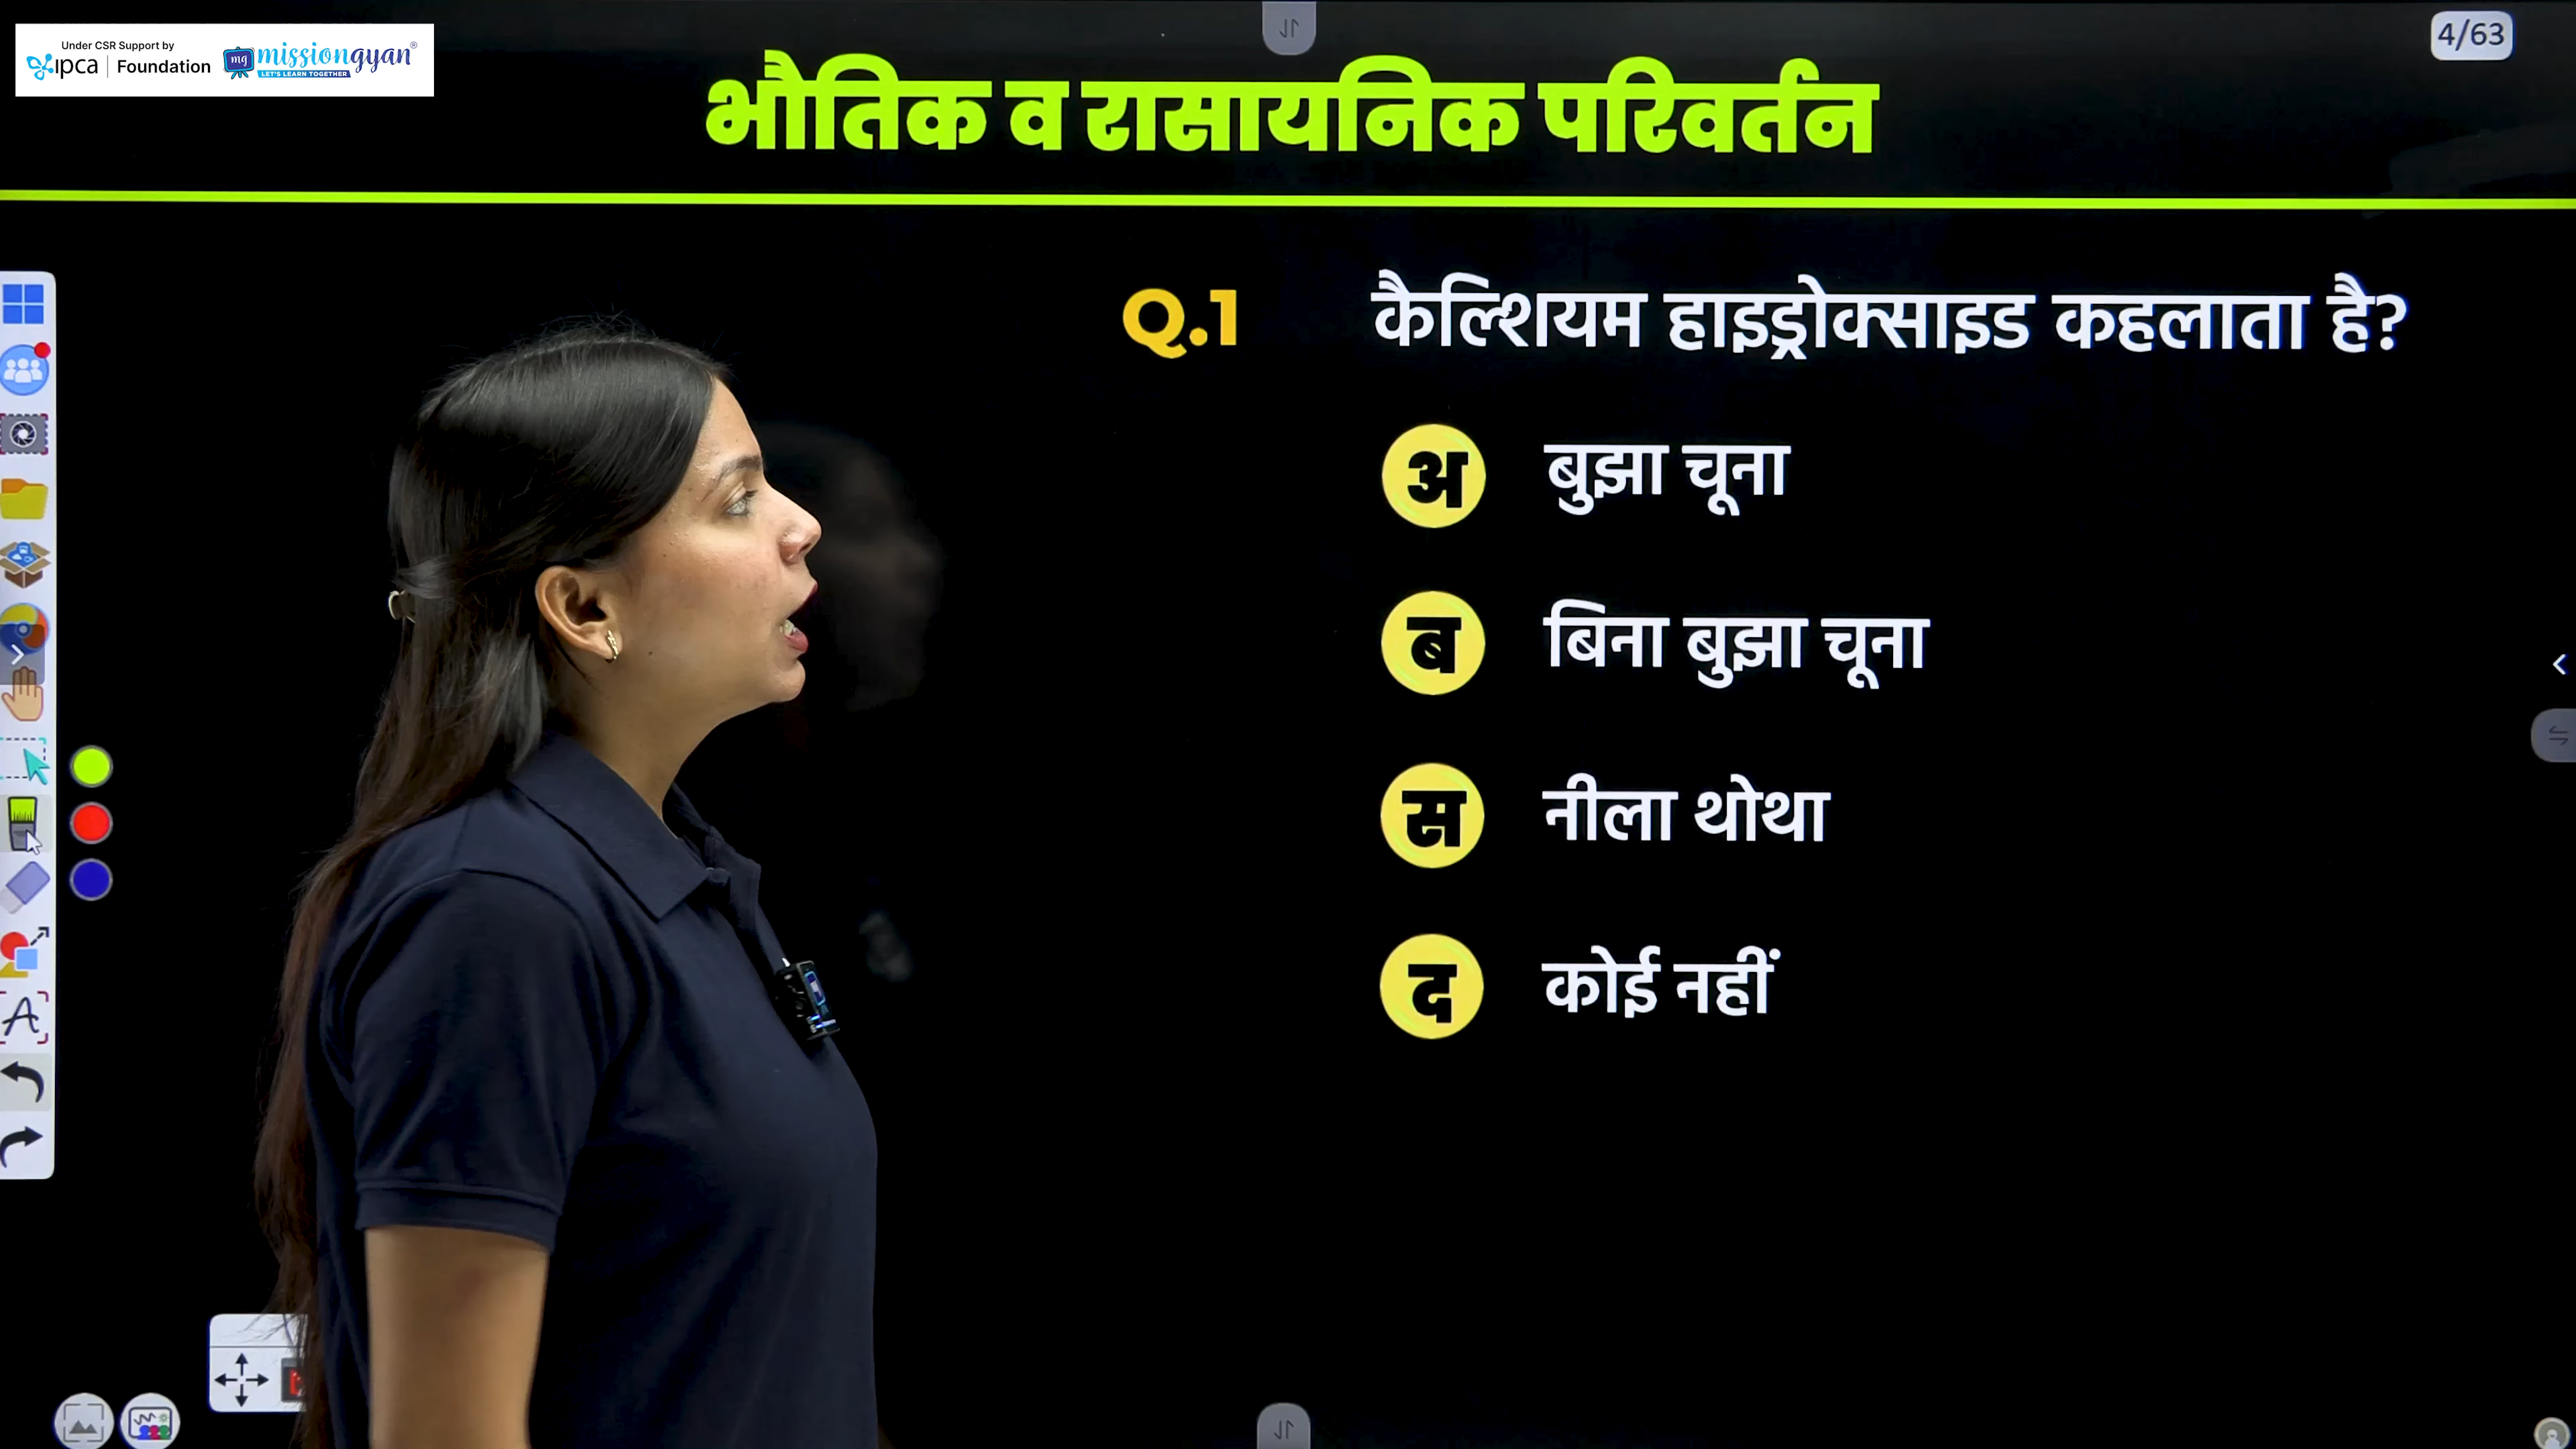 Under CSR Support by
ipca Foundation
mg missiongyan®
LET'S LEARN TOGETHER
4/63
भौतिक व रासायनिक परिवर्तन
Q.1 कैल्शियम हाइड्रोक्साइड कहलाता है?
अ बुझा चूना
ब बिना बुझा चूना
स नीला थोथा
द कोई नहीं
A